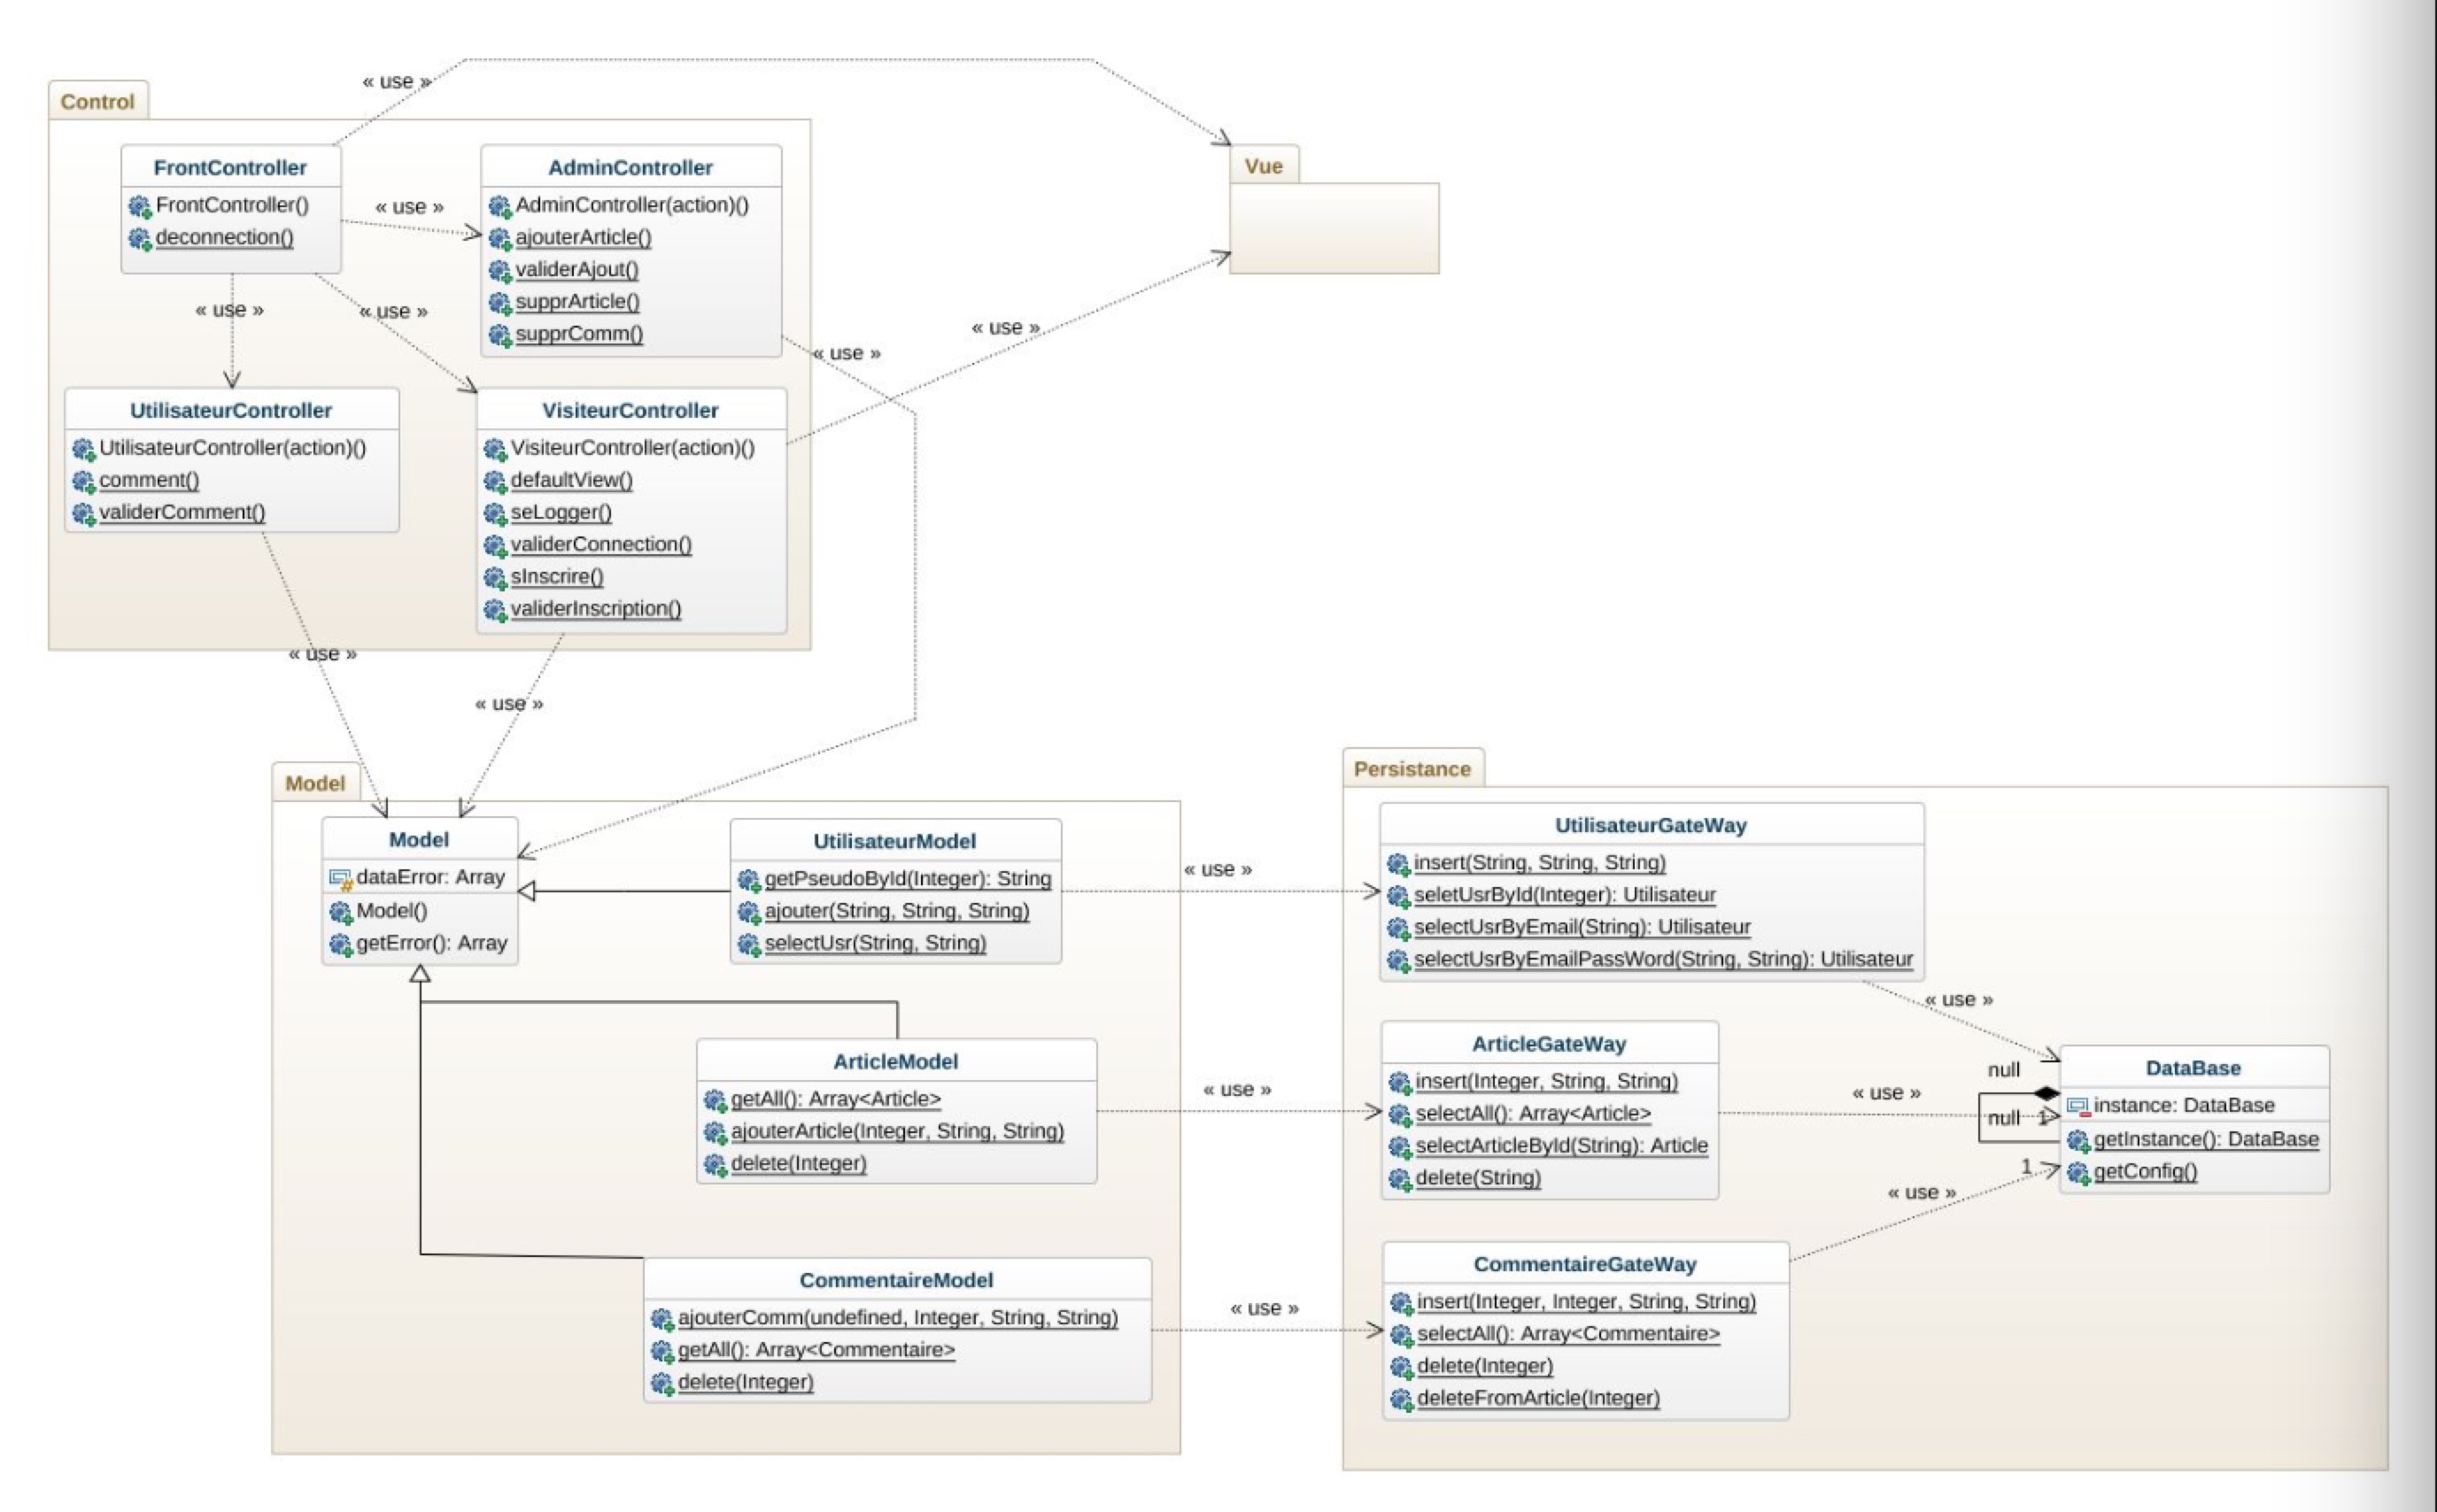 « use »
Control
FrontController
FrontController()
deconnection()
« use »
AdminController
AdminController(action)()
ajouterArticle()
validerAjout()
supprArticle()
supprComm()
Vue
« use »
« use »
« use »
« use »
UtilisateurController
UtilisateurController(action)()
comment()
validerComment()
VisiteurController
VisiteurController(action)()
defaultView()
seLogger()
validerConnection()
sInscrire()
validerInscription()
« use »
« use »
Model
Model
dataError: Array
Model()
getError(): Array
UtilisateurModel
getPseudoById(Integer): String
ajouter(String, String, String)
selectUsr(String, String)
« use »
ArticleModel
getAll(): Array<Article>
ajouterArticle(Integer, String, String)
delete(Integer)
« use »
CommentaireModel
ajouterComm(undefined, Integer, String, String)
getAll(): Array<Commentaire>
delete(Integer)
« use »
Persistance
UtilisateurGateWay
insert(String, String, String)
seletUsrById(Integer): Utilisateur
selectUsrByEmail(String): Utilisateur
selectUsrByEmailPassWord(String, String): Utilisateur
« use »
ArticleGateWay
insert(Integer, String, String)
selectAll(): Array<Article>
selectArticleById(String): Article
delete(String)
« use »
null
null 1
1
DataBase
instance: DataBase
getInstance(): DataBase
getConfig()
« use »
CommentaireGateWay
insert(Integer, Integer, String, String)
selectAll(): Array<Commentaire>
delete(Integer)
deleteFromArticle(Integer)